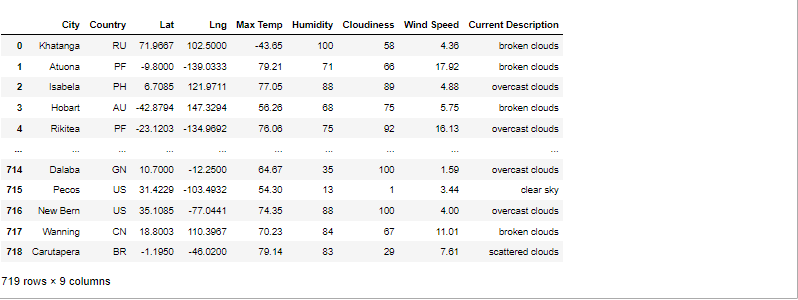 City Country Lat Lng Max Temp Humidity Cloudiness Wind Speed Current Description
0 Khatanga RU 71.9667 102.5000 -43.65 100 58 4.36 broken clouds
1 Atuona PF -9.8000 -139.0333 79.21 71 66 17.92 broken clouds
2 Isabela PH 6.7085 121.9711 77.05 88 89 4.88 overcast clouds
3 Hobart AU -42.8794 147.3294 56.26 68 75 5.75 broken clouds
4 Rikitea PF -23.1203 -134.9692 76.06 75 92 16.13 overcast clouds
... ... ... ... ... ... ... ... ... ...
714 Dalaba GN 10.7000 -12.2500 64.67 35 100 1.59 overcast clouds
715 Pecos US 31.4229 -103.4932 54.30 13 1 3.44 clear sky
716 New Bern US 35.1085 -77.0441 74.35 88 100 4.00 overcast clouds
717 Wanning CN 18.8003 110.3967 70.23 84 67 11.01 broken clouds
718 Carutapera BR -1.1950 -46.0200 79.14 83 29 7.61 scattered clouds
719 rows × 9 columns